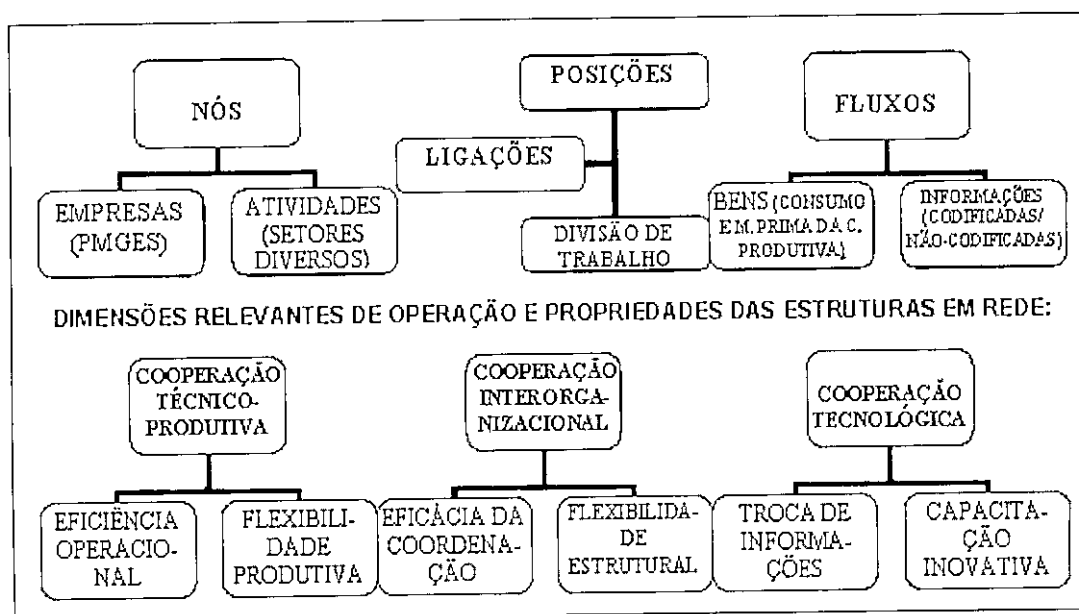 NÓS
EMPRESAS
(PMGES)
ATIVIDADES
(SETORES
DIVERSOS)
POSIÇÕES
LIGAÇÕES
DIVISÃO DE
TRABALHO
FLUXOS
BENS (CONSUMO
E M. PRIMA DA C.
PRODUTIVA)
INFORMAÇÕES
(CODIFICADAS/
NÃO-CODIFICADAS)
DIMENSÕES RELEVANTES DE OPERAÇÃO E PROPRIEDADES DAS ESTRUTURAS EM REDE:
COOPERAÇÃO
TÉCNICO-
PRODUTIVA
EFICIÊNCIA
OPERACIO-
NAL
FLEXIBILI-
DADE
PRODUTIVA
COOPERAÇÃO
INTERORGA-
NIZACIONAL
EFICÁCIA DA
COORDENA-
ÇÃO
FLEXIBILIDA-
DE
ESTRUTURAL
COOPERAÇÃO
TECNOLÓGICA
TROCA DE
INFORMA-
ÇÕES
CAPACITA-
ÇÃO
INOVATIVA